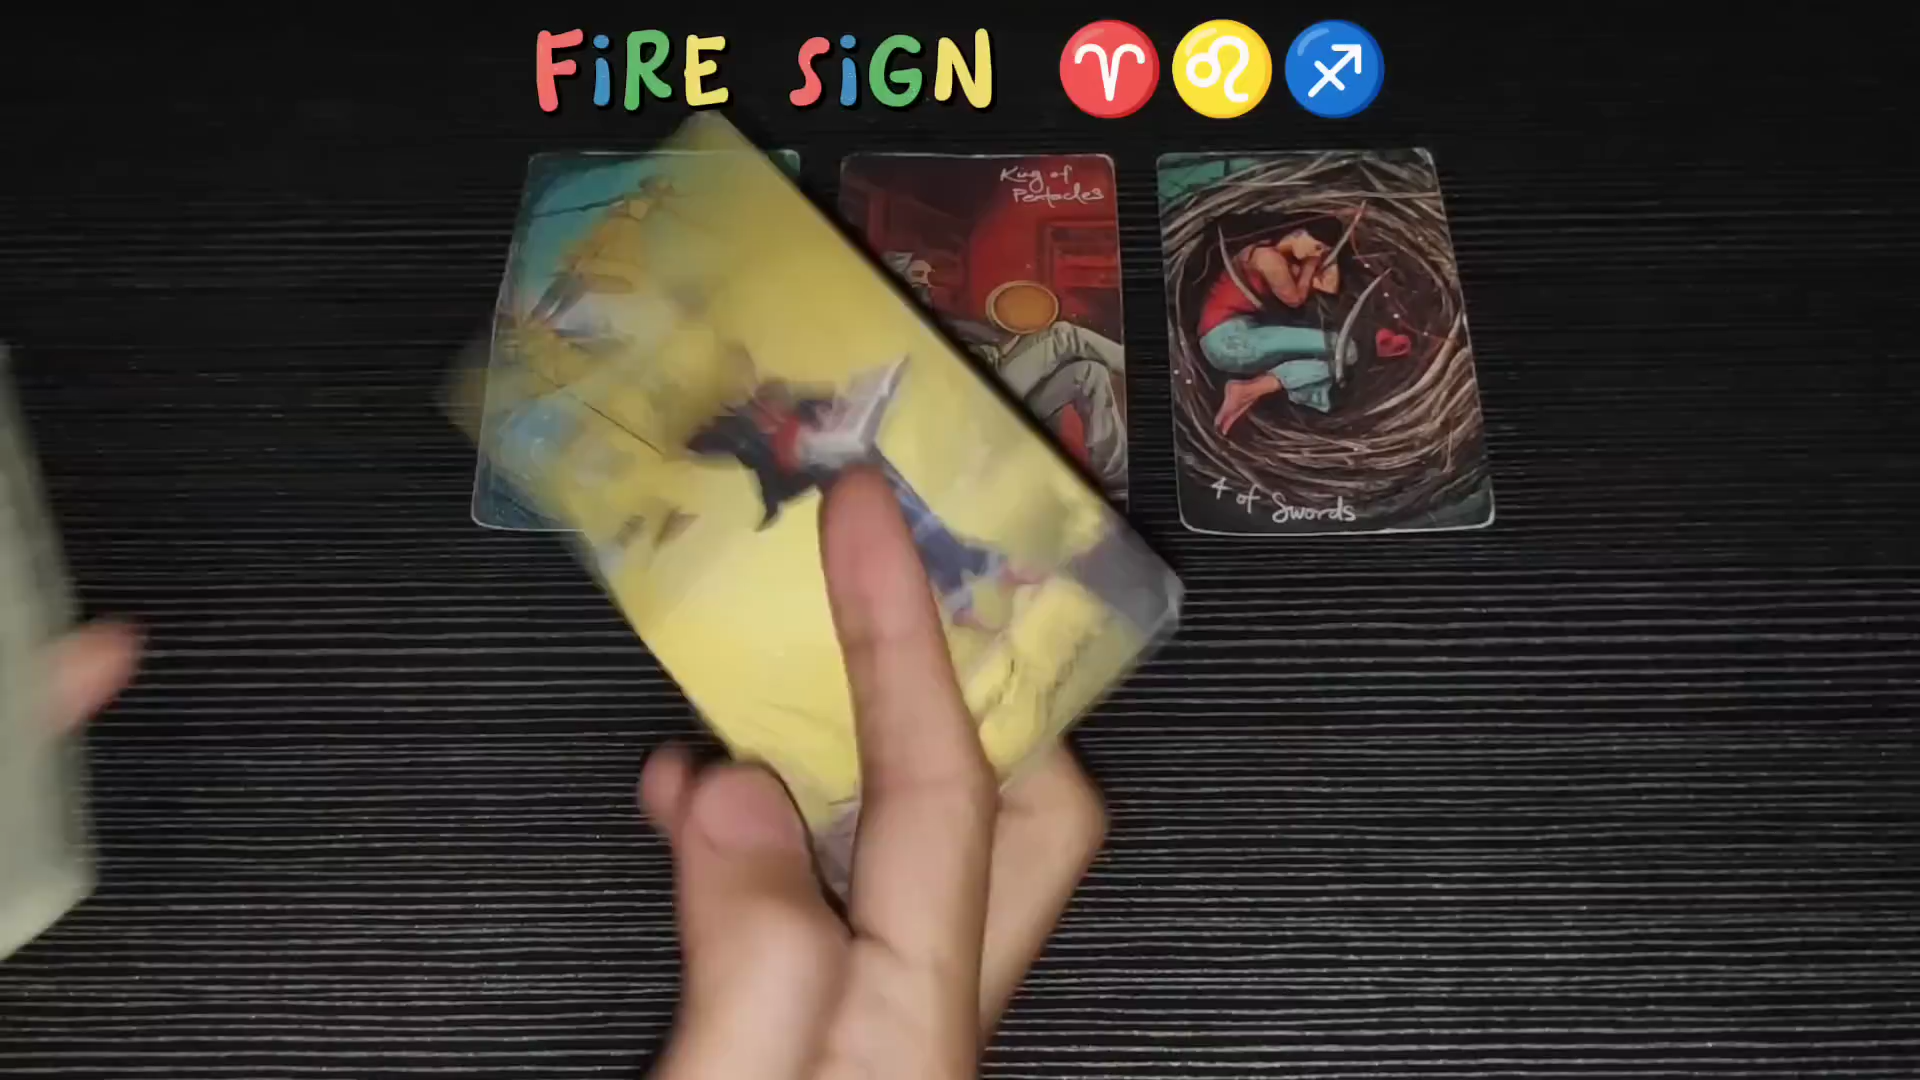 FiRE SiGN ♈♌♐
King of
Pentacles
4 of Swords